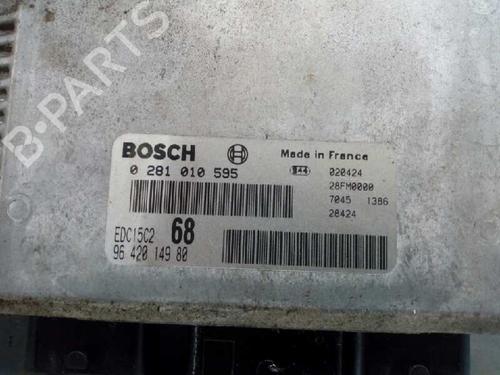 B-PARTS
BOSCH
Made in France
0 281 010 595
020424
28FM0000
7045 1386
28424
EDC15C2 68
96 420 149 80